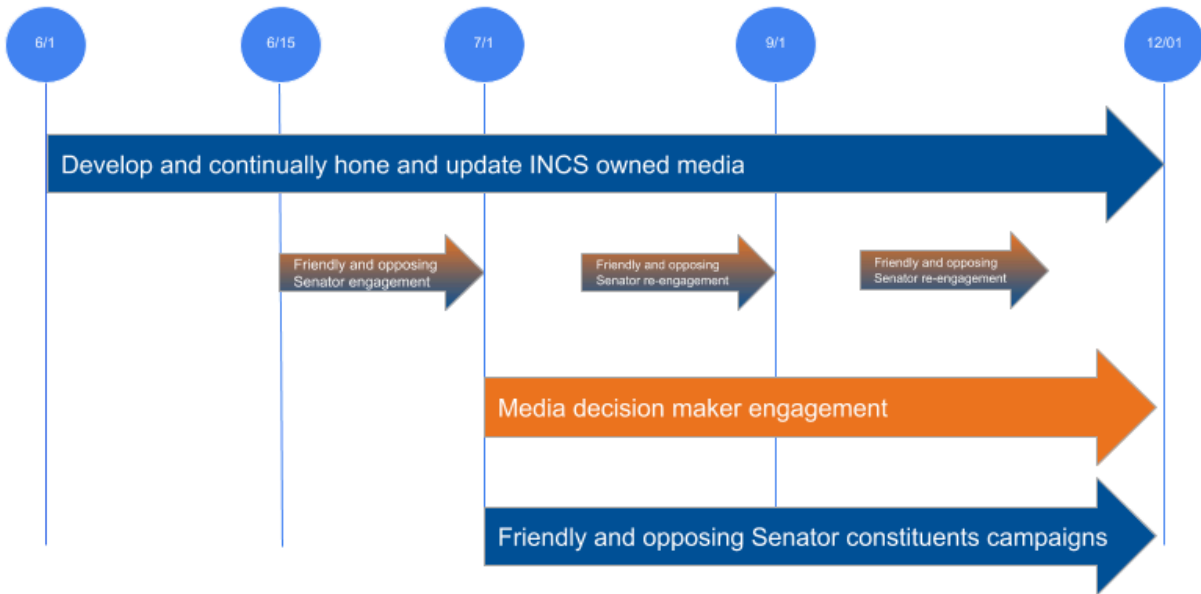 6/1
6/15
7/1
9/1
12/01
Develop and continually hone and update INCS owned media
Friendly and opposing
Senator engagement
Friendly and opposing
Senator re-engagement
Friendly and opposing
Senator re-engagement
Media decision maker engagement
Friendly and opposing Senator constituents campaigns